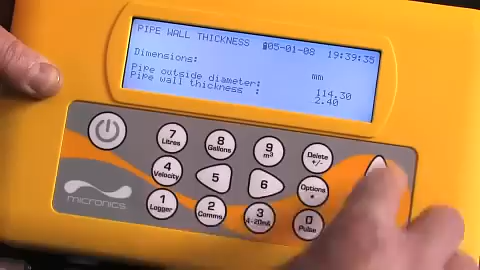 PIPE WALL THICKNESS 05-01-08 19:39:35
Dimensions: mm
Pipe outside diameter: 114.30
Pipe wall thickness : 2.40
7 Litres
8 Gallons
9 m³
Delete +/-
4 Velocity
5
6
Options •
1 Logger
2 Comms.
3 4-20mA
0 Pulse
micronics